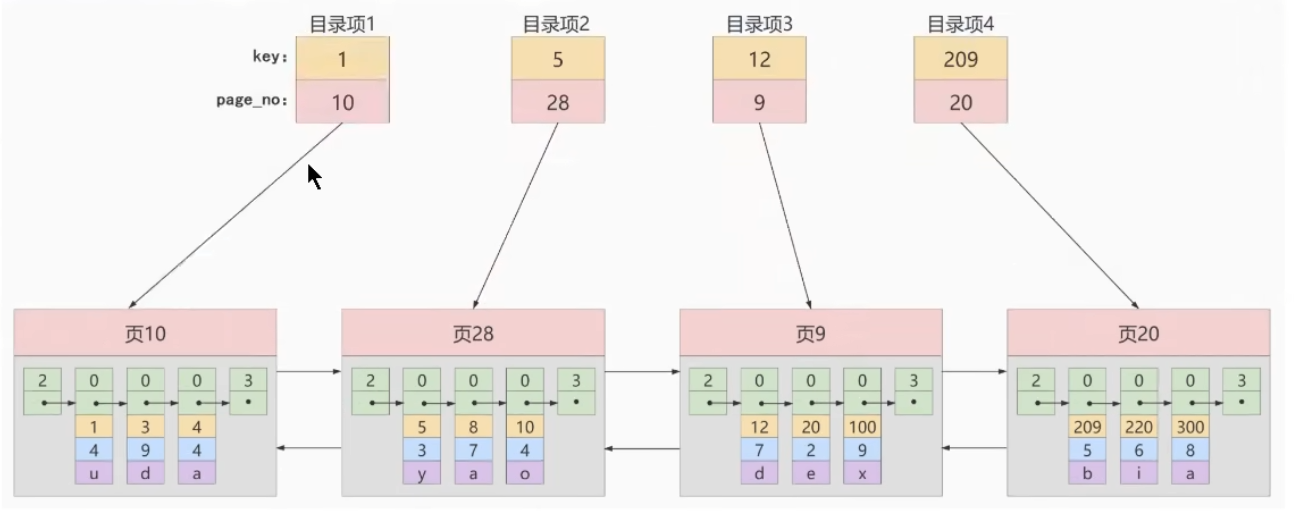 目录项1 目录项2 目录项3 目录项4
key: 1 5 12 209
page_no: 10 28 9 20
页10 页28 页9 页20
2 0 0 0 3 2 0 0 0 3 2 0 0 0 3 2 0 0 0 3
1 3 4 5 8 10 12 20 100 209 220 300
4 9 4 3 7 4 7 2 9 5 6 8
u d a y a o d e x b i a